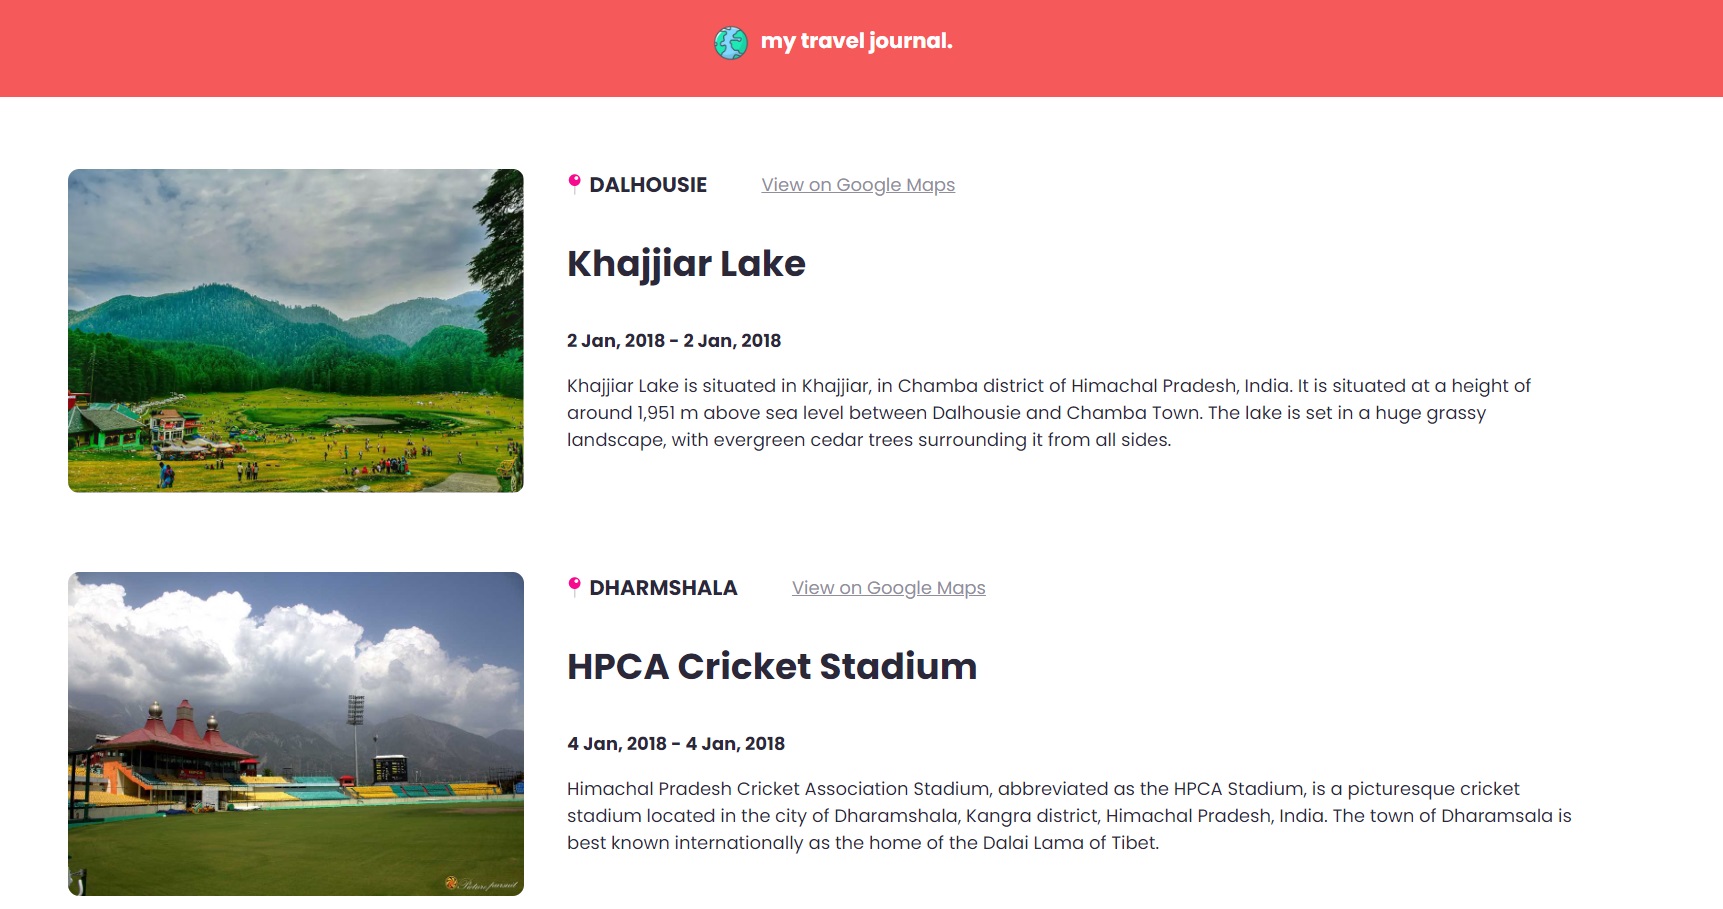 my travel journal.
DALHOUSIE View on Google Maps
Khajjiar Lake
2 Jan, 2018 - 2 Jan, 2018
Khajjiar Lake is situated in Khajjiar, in Chamba district of Himachal Pradesh, India. It is situated at a height of
around 1,951 m above sea level between Dalhousie and Chamba Town. The lake is set in a huge grassy
landscape, with evergreen cedar trees surrounding it from all sides.
DHARMSHALA View on Google Maps
HPCA Cricket Stadium
4 Jan, 2018 - 4 Jan, 2018
Himachal Pradesh Cricket Association Stadium, abbreviated as the HPCA Stadium, is a picturesque cricket
stadium located in the city of Dharamshala, Kangra district, Himachal Pradesh, India. The town of Dharamsala is
best known internationally as the home of the Dalai Lama of Tibet.